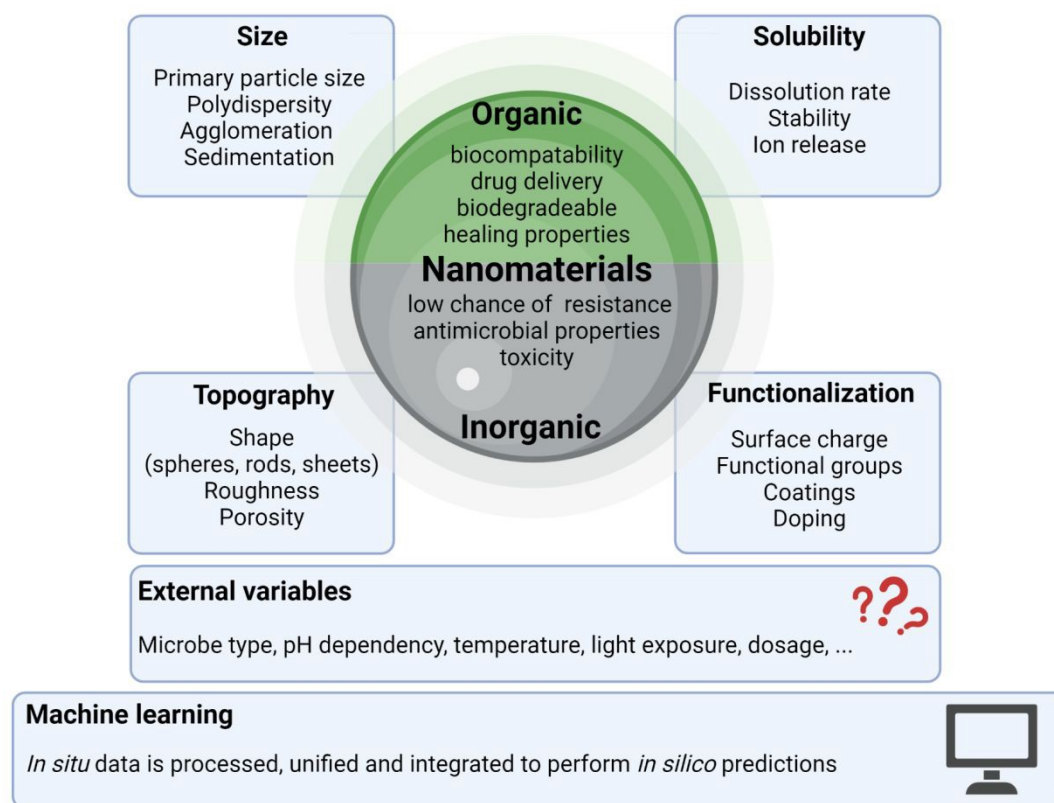 Size
Primary particle size
Polydispersity
Agglomeration
Sedimentation
Solubility
Dissolution rate
Stability
Ion release
Organic
biocompatability
drug delivery
biodegradeable
healing properties
Nanomaterials
low chance of resistance
antimicrobial properties
toxicity
Inorganic
Topography
Shape
(spheres, rods, sheets)
Roughness
Porosity
Functionalization
Surface charge
Functional groups
Coatings
Doping
External variables
???
Microbe type, pH dependency, temperature, light exposure, dosage, ...
Machine learning
In situ data is processed, unified and integrated to perform in silico predictions